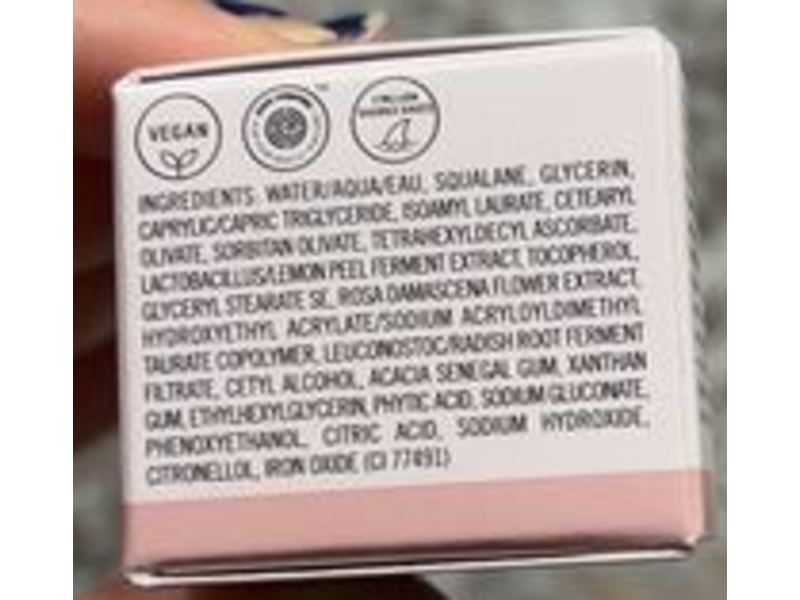 VEGAN
INGREDIENTS: WATER/AQUA/EAU, SQUALANE, GLYCERIN,
CAPRYLIC/CAPRIC TRIGLYCERIDE, ISOAMYL LAURATE, CETEARYL
OLIVATE, SORBITAN OLIVATE, TETRAHEXYLDECYL ASCORBATE,
LACTOBACILLUS/LEMON PEEL FERMENT EXTRACT, TOCOPHEROL,
GLYCERYL STEARATE SE, ROSA DAMASCENA FLOWER EXTRACT,
HYDROXYETHYL ACRYLATE/SODIUM ACRYLOYLDIMETHYL
TAURATE COPOLYMER, LEUCONOSTOC/RADISH ROOT FERMENT
FILTRATE, CETYL ALCOHOL, ACACIA SENEGAL GUM, XANTHAN
GUM, ETHYLHEXYLGLYCERIN, PHYTIC ACID, SODIUM GLUCONATE,
PHENOXYETHANOL, CITRIC ACID, SODIUM HYDROXIDE,
CITRONELLOL, IRON OXIDE (CI 77491)